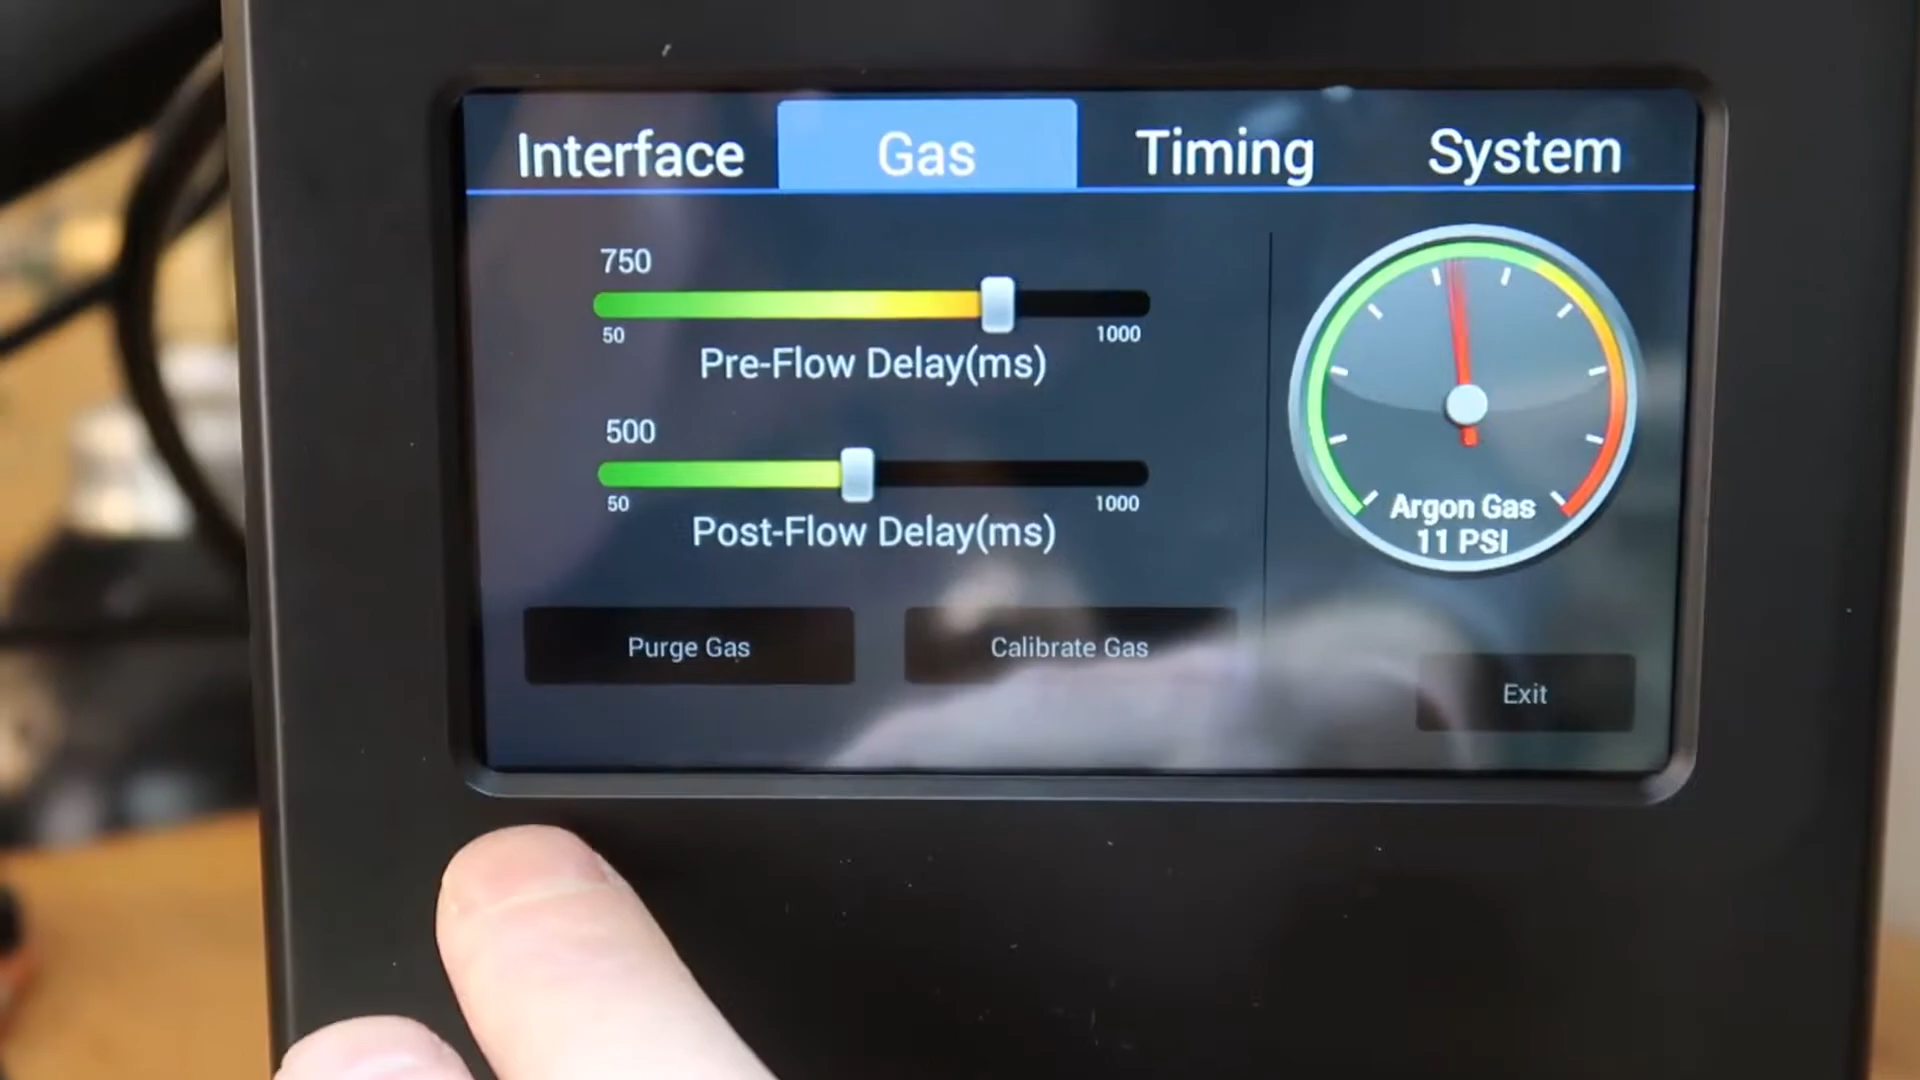 Interface Gas Timing System
750
50 1000
Pre-Flow Delay(ms)
500
50 1000
Post-Flow Delay(ms)
Purge Gas Calibrate Gas
Argon Gas
11 PSI
Exit